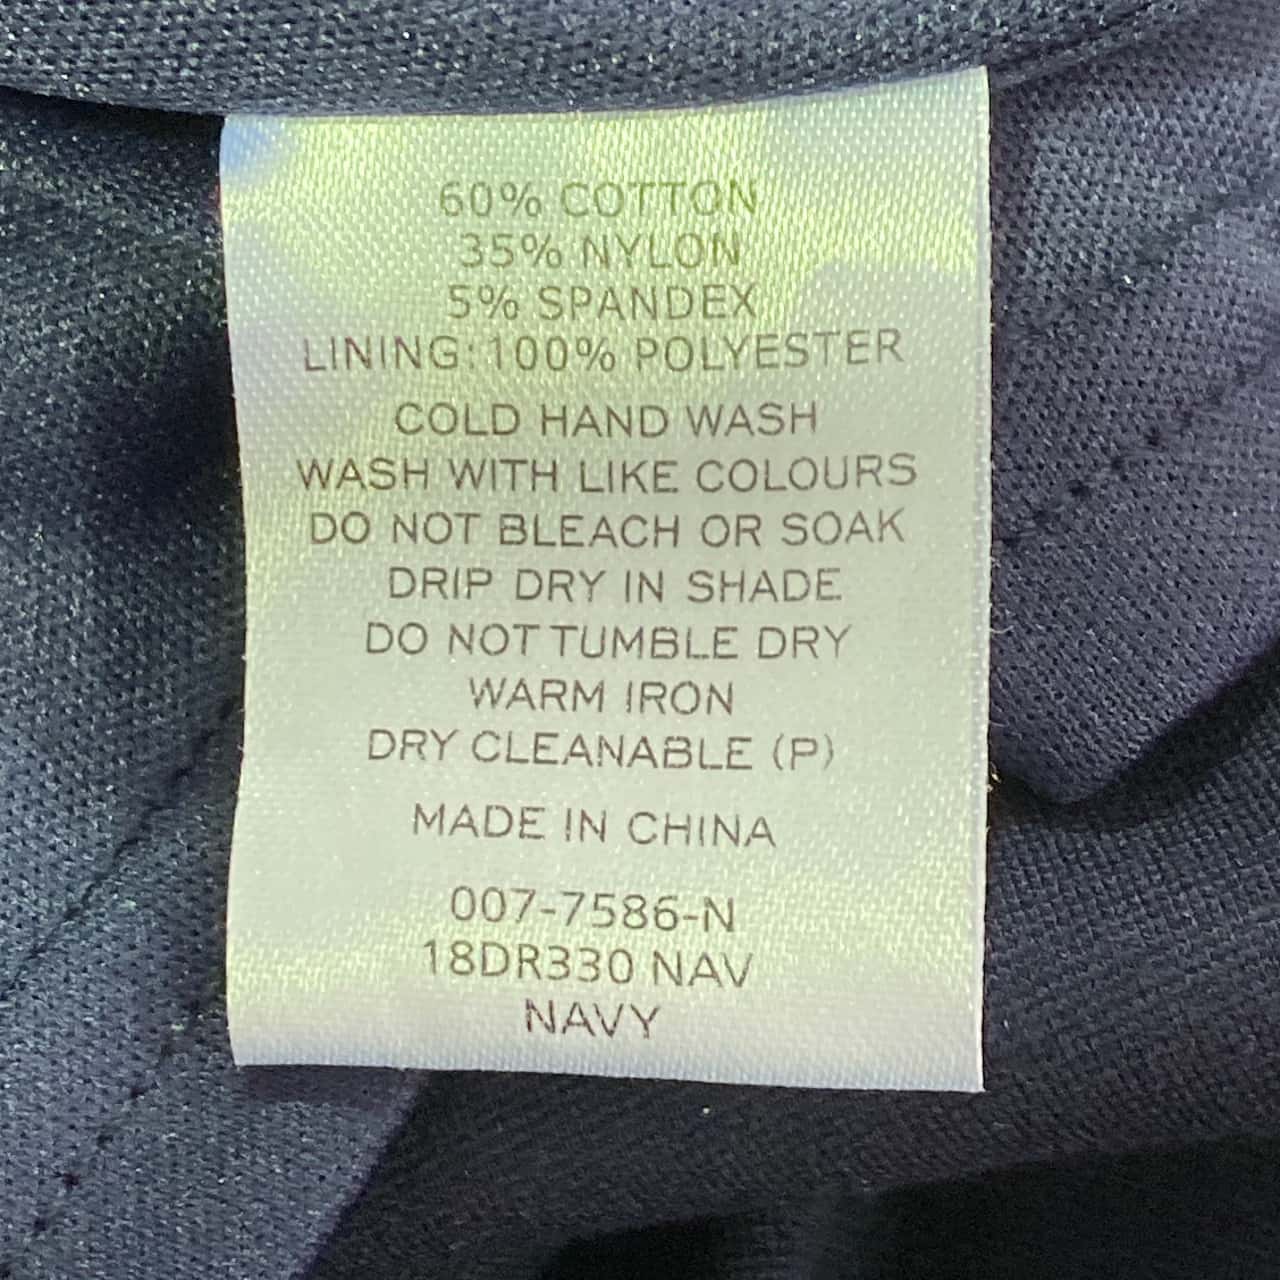 60% COTTON
35% NYLON
5% SPANDEX
LINING:100% POLYESTER
COLD HAND WASH
WASH WITH LIKE COLOURS
DO NOT BLEACH OR SOAK
DRIP DRY IN SHADE
DO NOT TUMBLE DRY
WARM IRON
DRY CLEANABLE (P)
MADE IN CHINA
007-7586-N
18DR330 NAV
NAVY